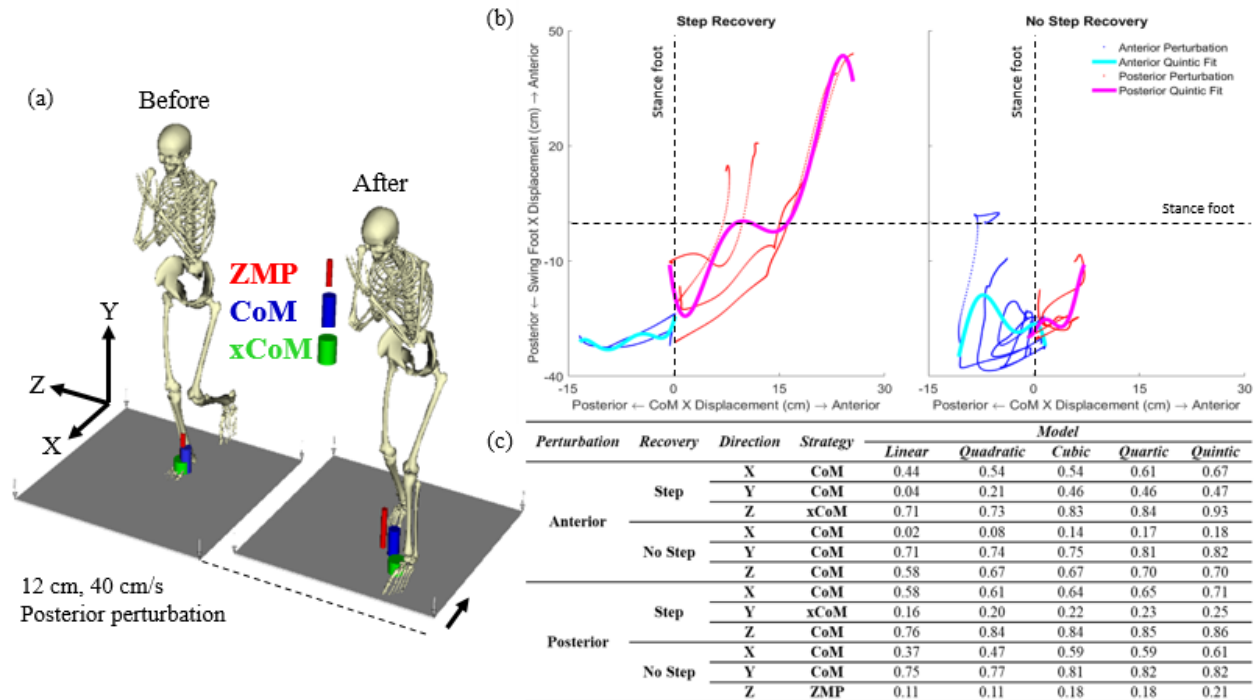 (a)
Before
After
ZMP
CoM
xCoM
Y
Z
X
12 cm, 40 cm/s
Posterior perturbation
(b)
Step Recovery
No Step Recovery
Posterior ← Swing Foot X Displacement (cm) → Anterior
50
20
-10
-40
Stance foot
Stance foot
Anterior Perturbation
Anterior Quintic Fit
Posterior Perturbation
Posterior Quintic Fit
Stance foot
-15 0 15 30
-15 0 15 30
Posterior ← CoM X Displacement (cm) → Anterior
Posterior ← CoM X Displacement (cm) → Anterior
(c)
Perturbation Recovery Direction Strategy Model
Linear Quadratic Cubic Quartic Quintic
Anterior Step X CoM 0.44 0.54 0.54 0.61 0.67
Y CoM 0.04 0.21 0.46 0.46 0.47
Z xCoM 0.71 0.73 0.83 0.84 0.93
No Step X CoM 0.02 0.08 0.14 0.17 0.18
Y CoM 0.71 0.74 0.75 0.81 0.82
Z CoM 0.58 0.67 0.67 0.70 0.70
Posterior Step X CoM 0.58 0.61 0.64 0.65 0.71
Y xCoM 0.16 0.20 0.22 0.23 0.25
Z CoM 0.76 0.84 0.84 0.85 0.86
No Step X CoM 0.37 0.47 0.59 0.59 0.61
Y CoM 0.75 0.77 0.81 0.82 0.82
Z ZMP 0.11 0.11 0.18 0.18 0.21